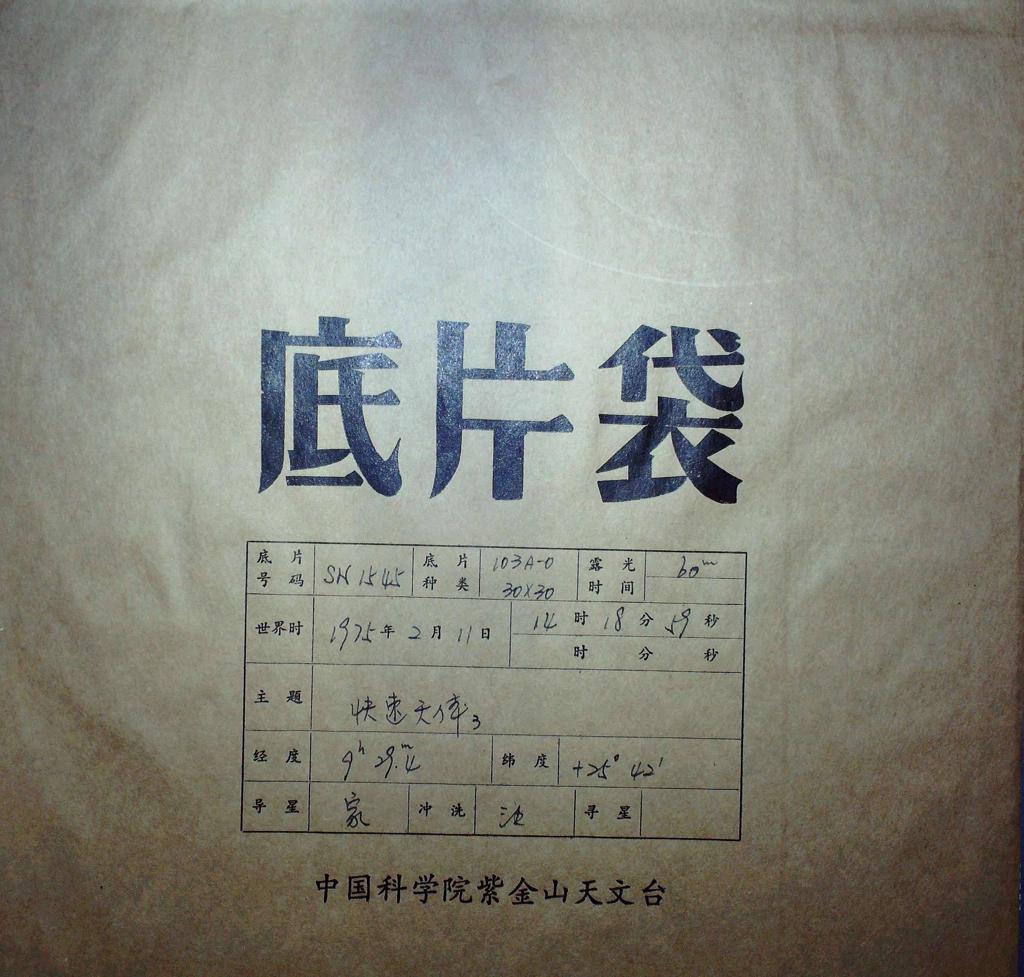 底片袋
底片号码 SN 1545 底片种类 103A-0 30X30 露光时间 60ᵐ
世界时 1975年 2月 11日 14时 18分 59秒
时 分 秒
主题 快速天体3
经度 9ʰ 29.4ᵐ 纬度 +25° 42′
导星 家 冲洗 寻星
中国科学院紫金山天文台